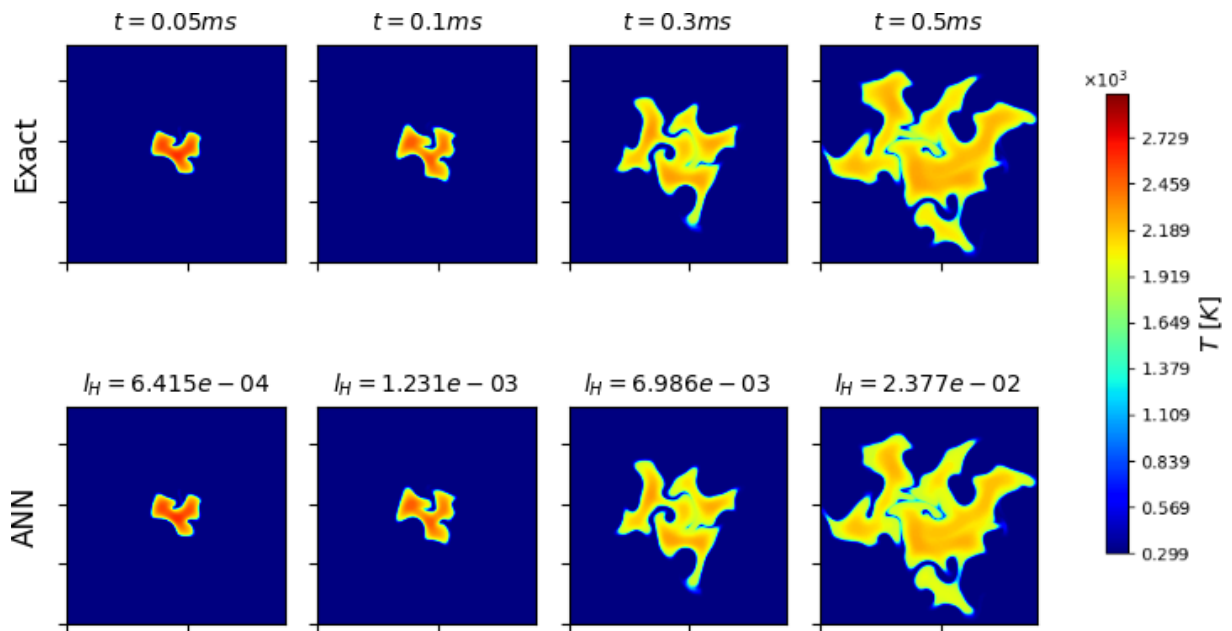 t = 0.05ms
t = 0.1ms
t = 0.3ms
t = 0.5ms
Exact
×10³
2.729
2.459
2.189
1.919
1.649
1.379
1.109
0.839
0.569
0.299
T [K]
l_H = 6.415e − 04
l_H = 1.231e − 03
l_H = 6.986e − 03
l_H = 2.377e − 02
ANN